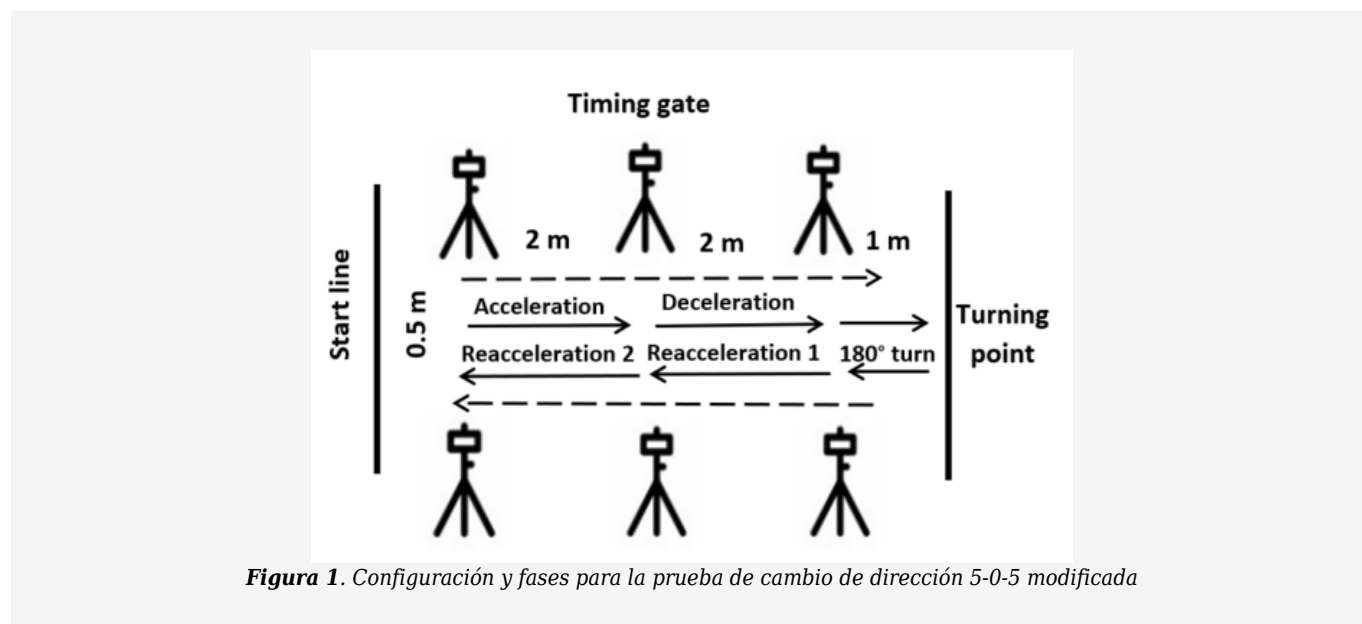 Timing gate
2 m
2 m
1 m
Start line
0.5 m
Acceleration
Deceleration
Reacceleration 2
Reacceleration 1
180° turn
Turning
point
Figura 1. Configuración y fases para la prueba de cambio de dirección 5-0-5 modificada